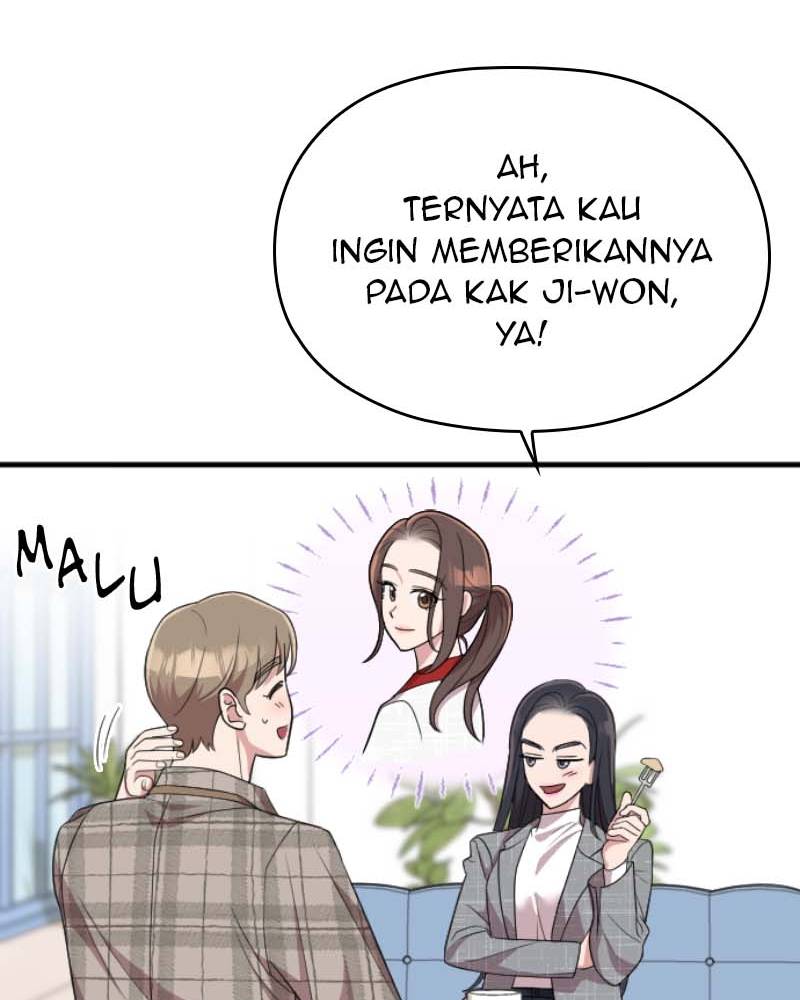 AH,
TERNYATA KAU
INGIN MEMBERIKANNYA
PADA KAK JI-WON,
YA!
MALU